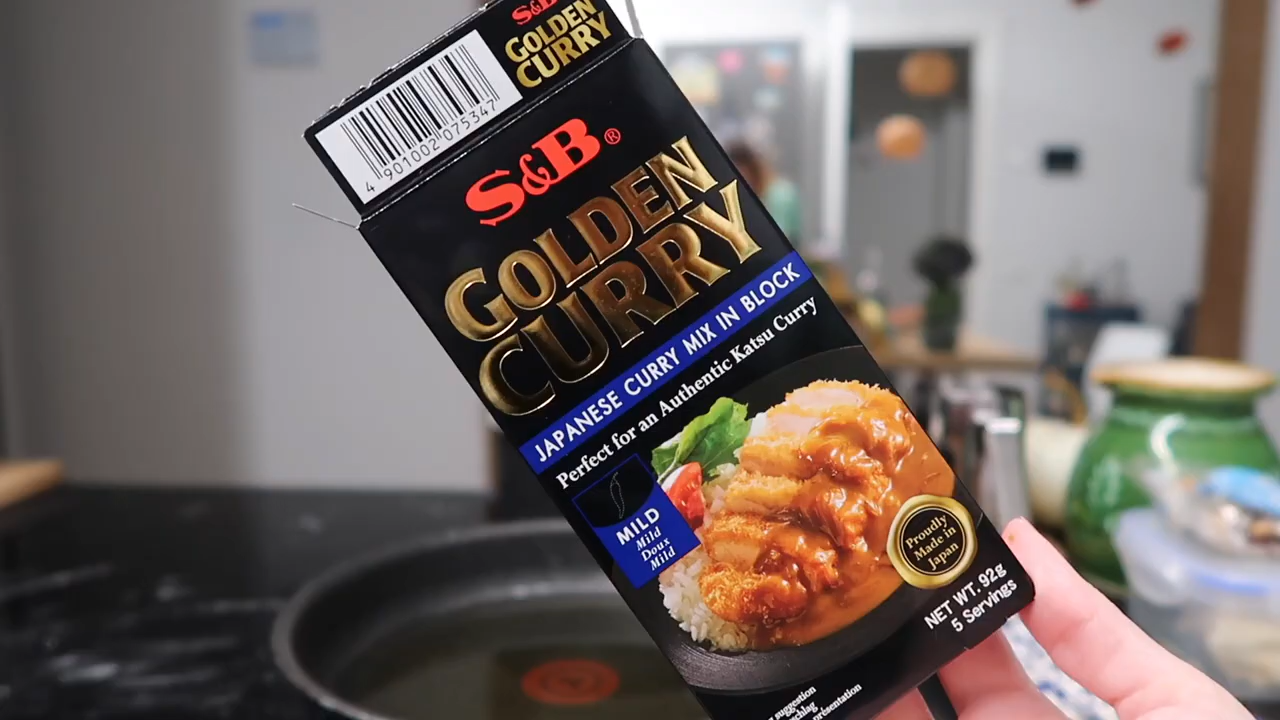 S&B
GOLDEN
CURRY
4 901002 075347
S&B®
GOLDEN
CURRY
JAPANESE CURRY MIX IN BLOCK
Perfect for an Authentic Katsu Curry
MILD
Mild
Doux
Mild
Proudly
Made in
Japan
NET WT. 92g
5 Servings
suggestion